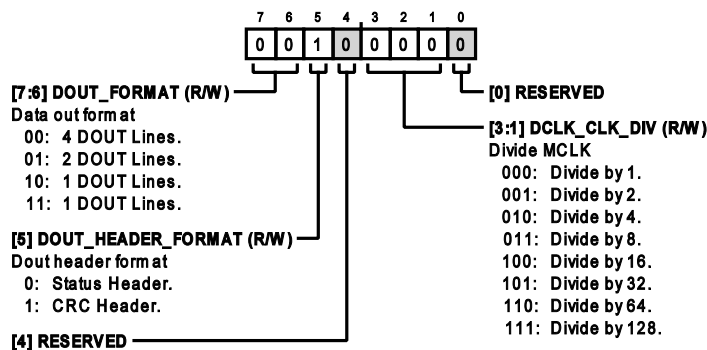 7 6 5 4 3 2 1 0
0 0 1 0 0 0 0 0
[7:6] DOUT_FORMAT (R/W)
Data out format
00: 4 DOUT Lines.
01: 2 DOUT Lines.
10: 1 DOUT Lines.
11: 1 DOUT Lines.
[5] DOUT_HEADER_FORMAT (R/W)
Dout header format
0: Status Header.
1: CRC Header.
[4] RESERVED
[0] RESERVED
[3:1] DCLK_CLK_DIV (R/W)
Divide MCLK
000: Divide by 1.
001: Divide by 2.
010: Divide by 4.
011: Divide by 8.
100: Divide by 16.
101: Divide by 32.
110: Divide by 64.
111: Divide by 128.